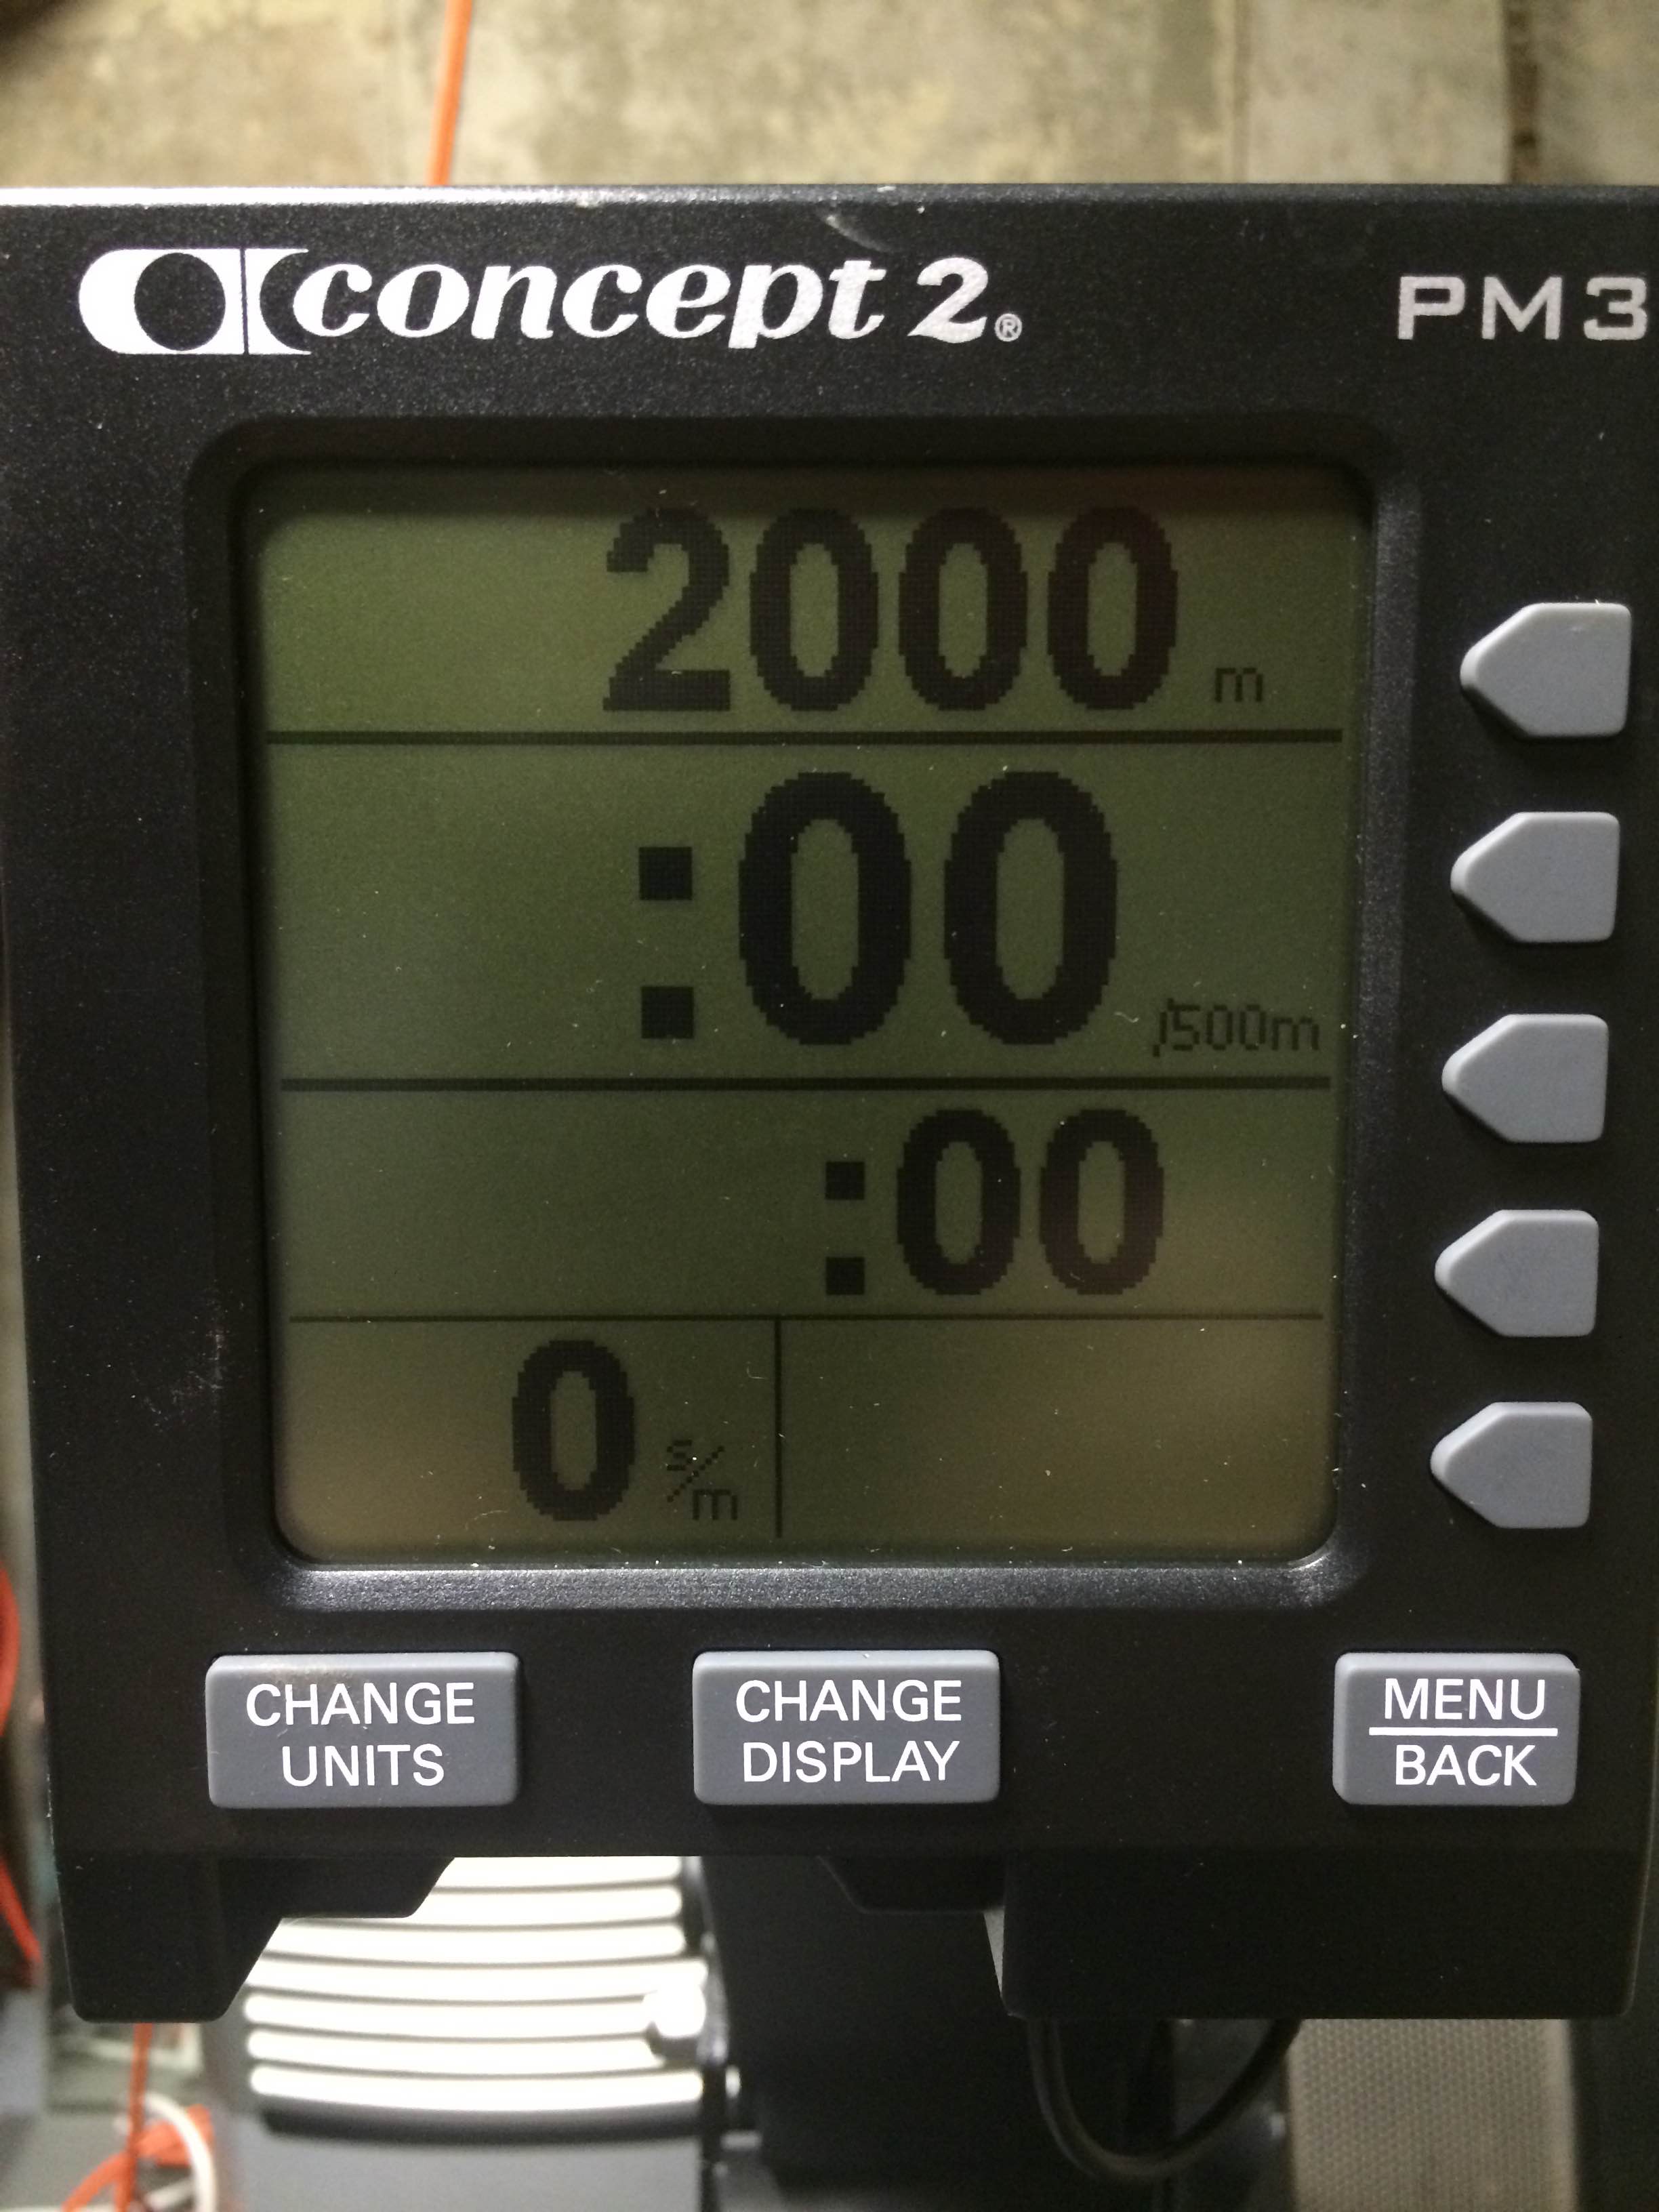 concept 2® PM3
2000 m
:00 /500m
:00
0 s/m
CHANGE UNITS
CHANGE DISPLAY
MENU
BACK